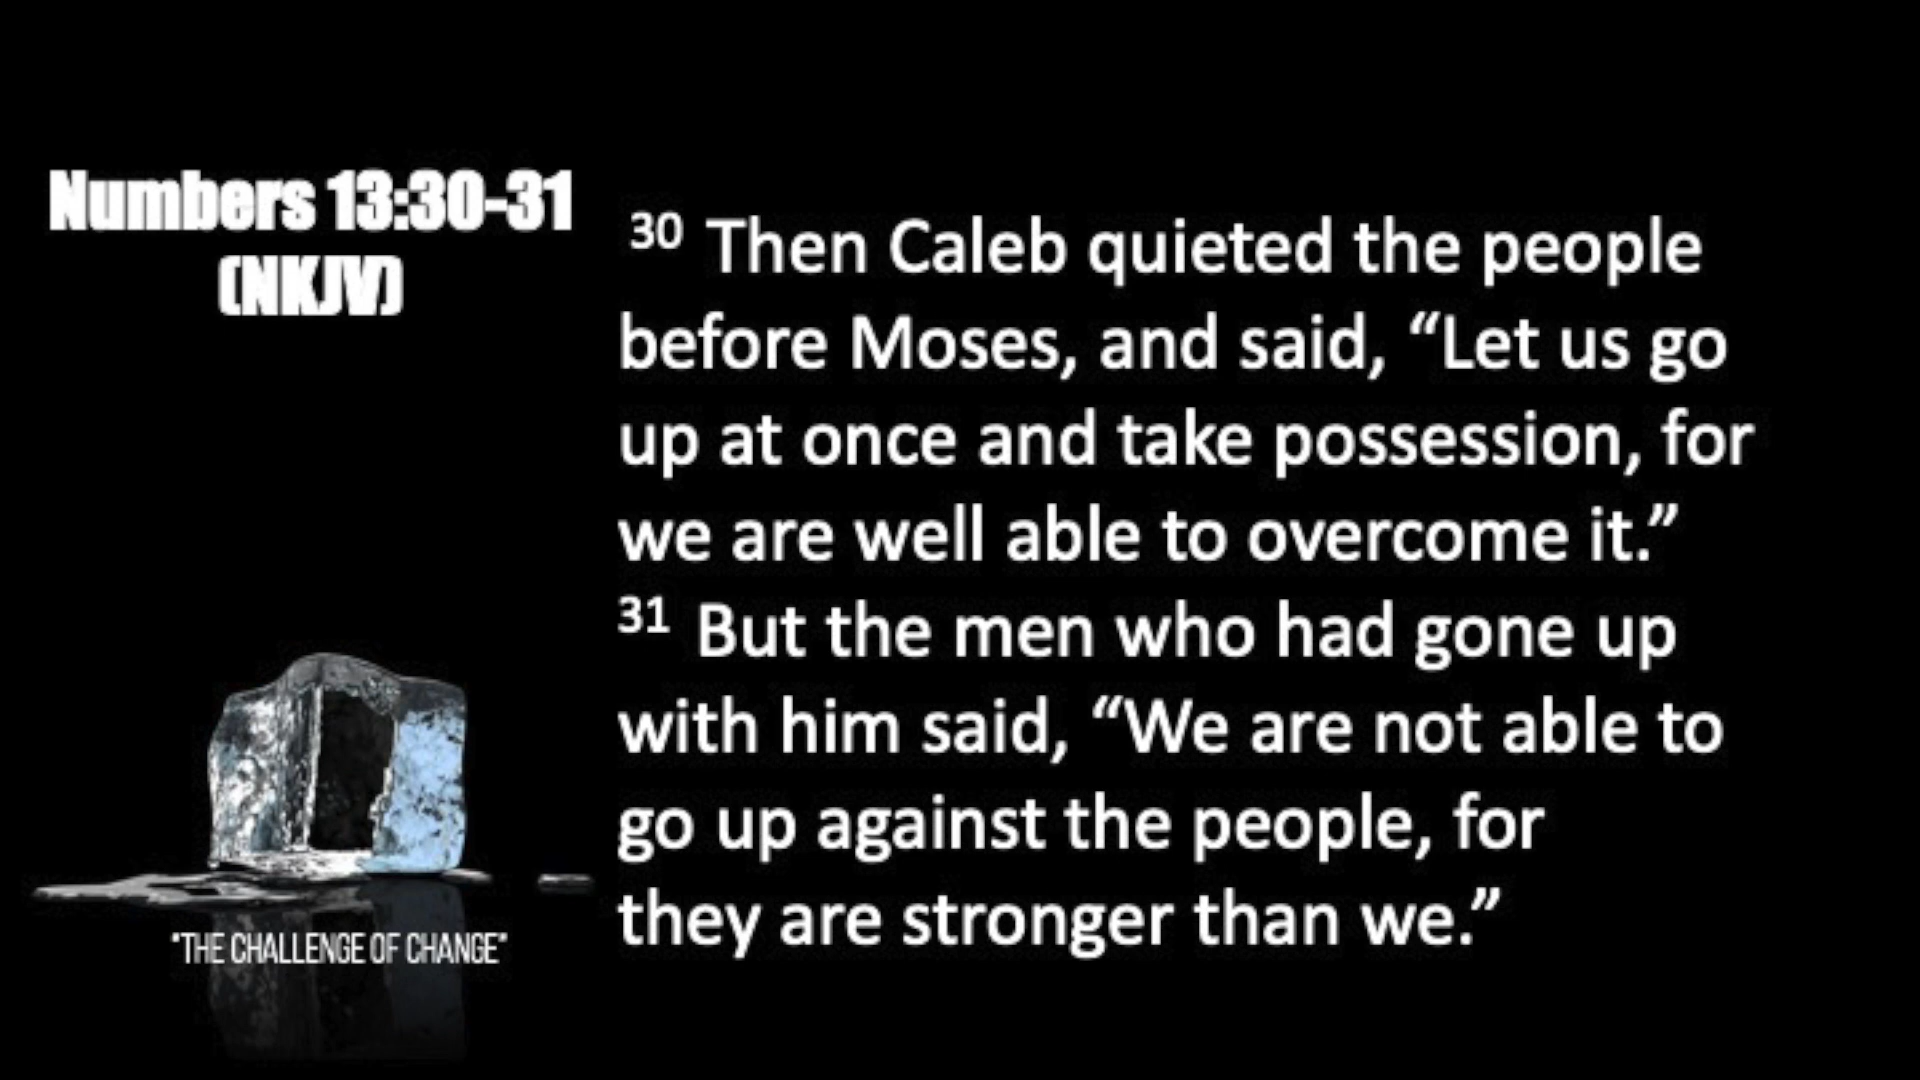 Numbers 13:30-31
(NKJV)
30 Then Caleb quieted the people
before Moses, and said, “Let us go
up at once and take possession, for
we are well able to overcome it.”
31 But the men who had gone up
with him said, “We are not able to
go up against the people, for
they are stronger than we.”
"THE CHALLENGE OF CHANGE"